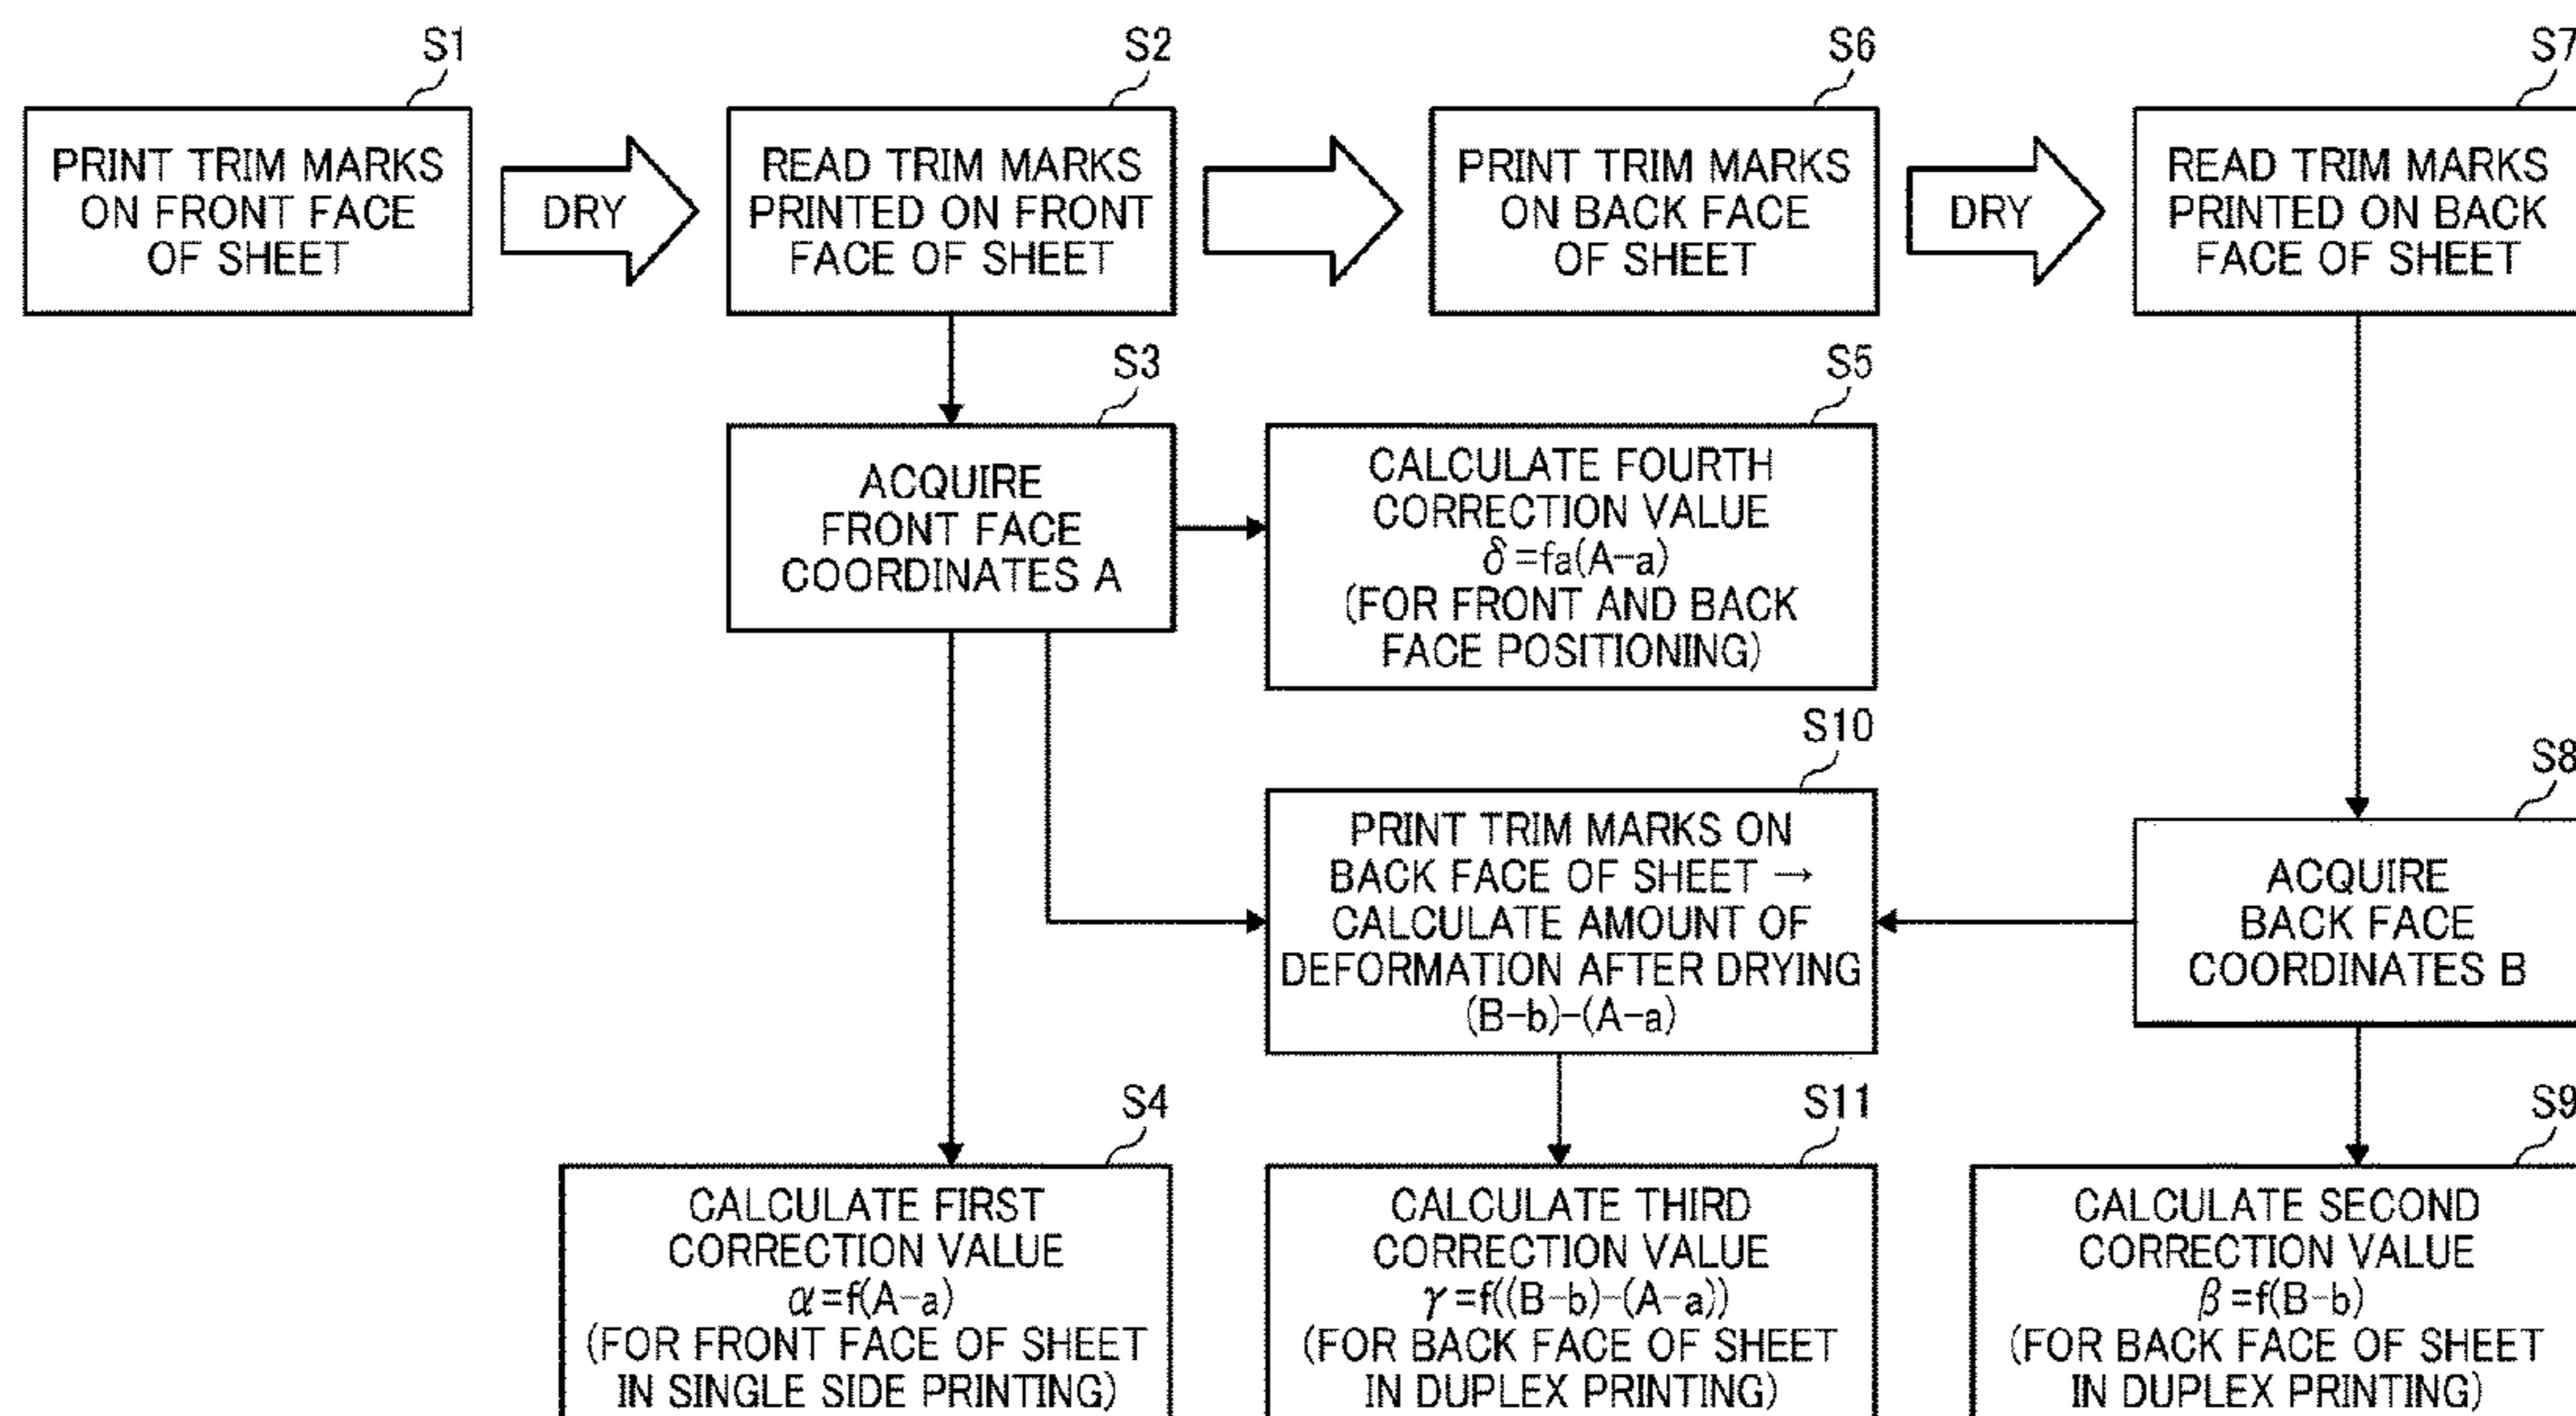 S1
PRINT TRIM MARKS
ON FRONT FACE
OF SHEET
DRY
S2
READ TRIM MARKS
PRINTED ON FRONT
FACE OF SHEET
S6
PRINT TRIM MARKS
ON BACK FACE
OF SHEET
DRY
S7
READ TRIM MARKS
PRINTED ON BACK
FACE OF SHEET
S3
ACQUIRE
FRONT FACE
COORDINATES A
S5
CALCULATE FOURTH
CORRECTION VALUE
δ=fa(A-a)
(FOR FRONT AND BACK
FACE POSITIONING)
S10
PRINT TRIM MARKS ON
BACK FACE OF SHEET →
CALCULATE AMOUNT OF
DEFORMATION AFTER DRYING
(B-b)-(A-a)
S8
ACQUIRE
BACK FACE
COORDINATES B
S4
CALCULATE FIRST
CORRECTION VALUE
α=f(A-a)
(FOR FRONT FACE OF SHEET
IN SINGLE SIDE PRINTING)
S11
CALCULATE THIRD
CORRECTION VALUE
γ=f((B-b)-(A-a))
(FOR BACK FACE OF SHEET
IN DUPLEX PRINTING)
S9
CALCULATE SECOND
CORRECTION VALUE
β=f(B-b)
(FOR BACK FACE OF SHEET
IN DUPLEX PRINTING)